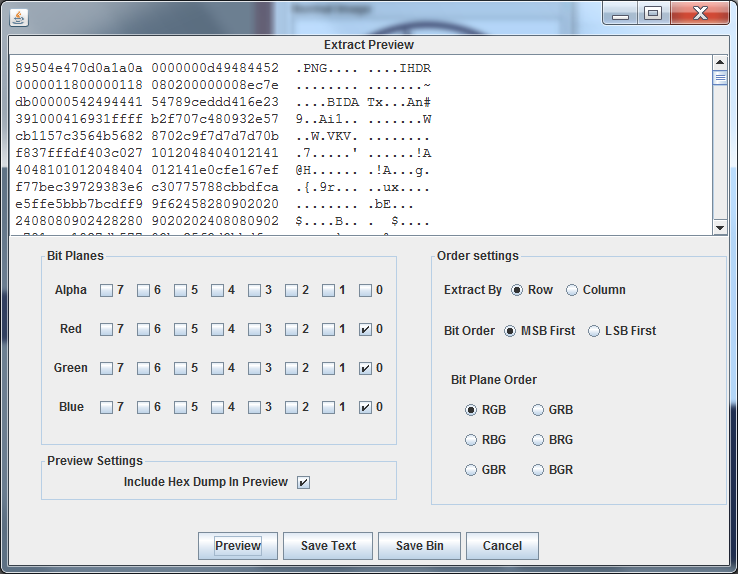 Normal Image
Extract Preview
89504e470d0a1a0a 0000000d49484452 .PNG.... ....IHDR
0000011800000118 080200000008ec7e ........ .......~
db00000542494441 54789ceddd416e23 ....BIDA Tx...An#
391000416931ffff b2f707c480932e57 9..Ai1.. .......W
cb1157c3564b5682 8702c9f7d7d7d70b ..W.VKV. ........
f837fffdf403c027 1012048404012141 .7.....' ......!A
4048101012048404 012141e0cfe167ef @H...... .!A...g.
f77bec39729383e6 c30775788cbbdfca .{.9r... ..ux....
e5ffe5bbb7bcdff9 9f62458280902020 ........ .bE...
2408080902428280 9020202408080902 $....B.. . $....
Bit Planes
Alpha 7 6 5 4 3 2 1 0
Red 7 6 5 4 3 2 1 0
Green 7 6 5 4 3 2 1 0
Blue 7 6 5 4 3 2 1 0
Preview Settings
Include Hex Dump In Preview
Order settings
Extract By Row Column
Bit Order MSB First LSB First
Bit Plane Order
RGB GRB
RBG BRG
GBR BGR
Preview Save Text Save Bin Cancel